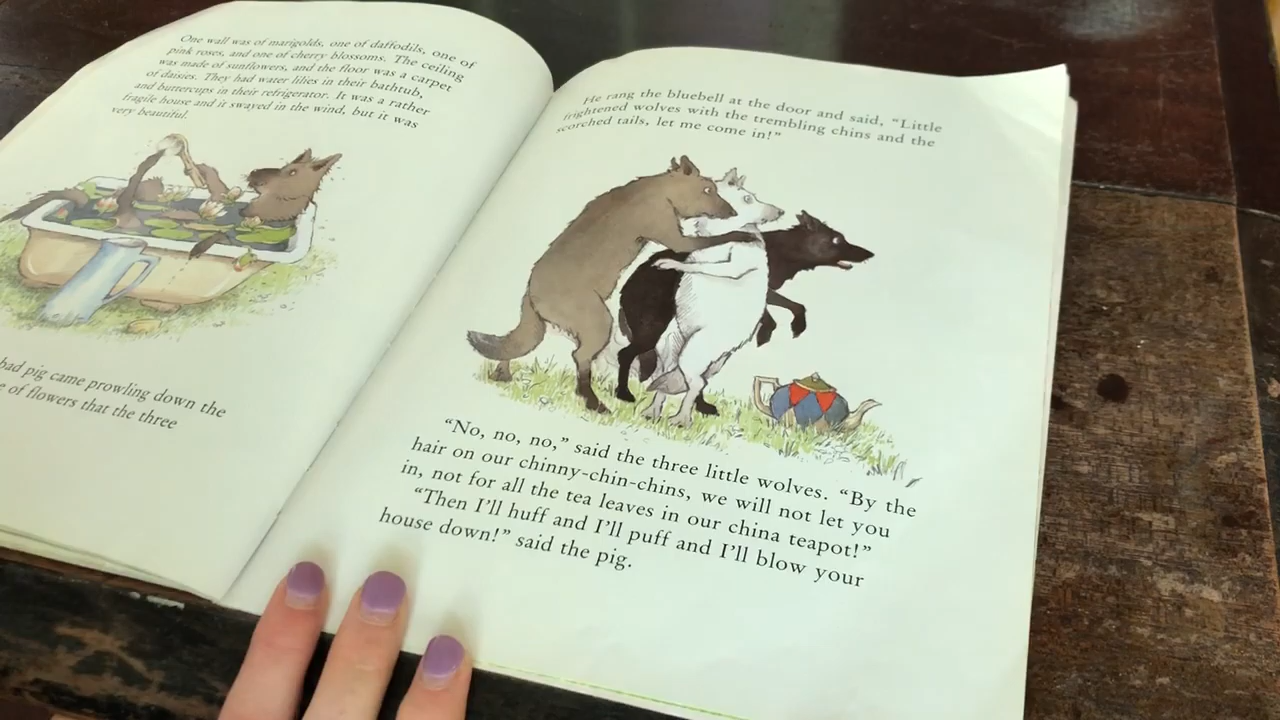 One wall was of marigolds, one of daffodils, one of
pink roses, and one of cherry blossoms. The ceiling
was made of sunflowers, and the floor was a carpet
of daisies. They had water lilies in their bathtub,
and buttercups in their refrigerator. It was a rather
fragile house and it swayed in the wind, but it was
very beautiful.
bad pig came prowling down the
of flowers that the three
He rang the bluebell at the door and said, “Little
frightened wolves with the trembling chins and the
scorched tails, let me come in!”
“No, no, no,” said the three little wolves. “By the
hair on our chinny-chin-chins, we will not let you
in, not for all the tea leaves in our china teapot!”
“Then I’ll huff and I’ll puff and I’ll blow your
house down!” said the pig.